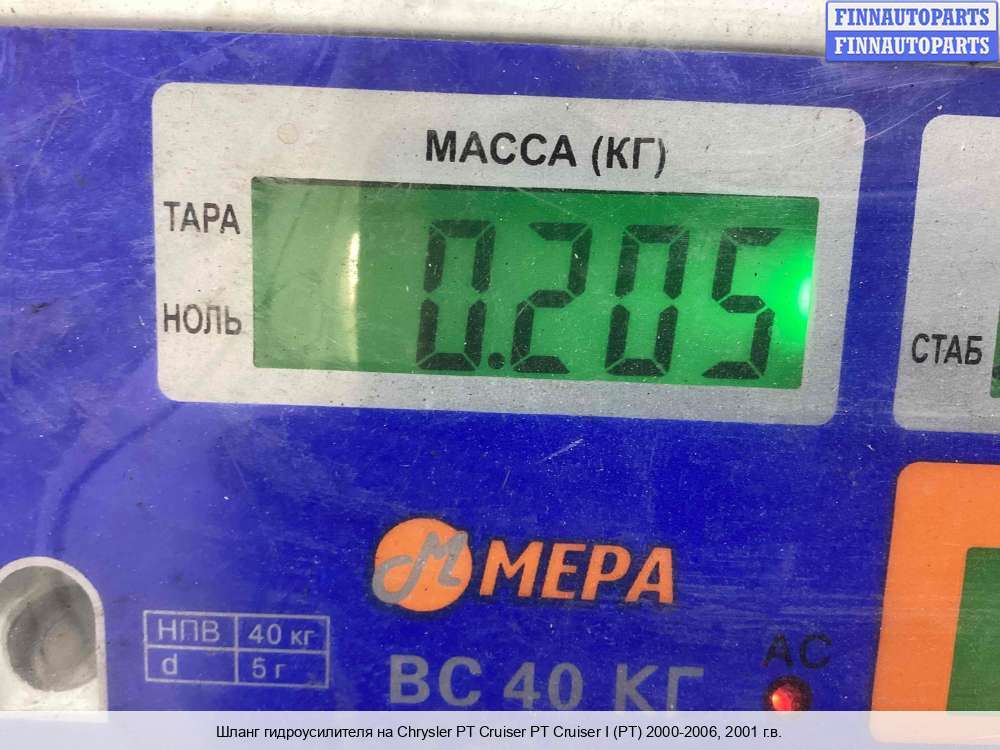 FINNAUTOPARTS
FINNAUTOPARTS
МАССА (КГ)
ТАРА
0.205
НОЛЬ
СТАБ
М МЕРА
НПВ 40 кг
d 5 г
ВС 40 КГ
АС
Шланг гидроусилителя на Chrysler PT Cruiser PT Cruiser I (PT) 2000-2006, 2001 г.в.